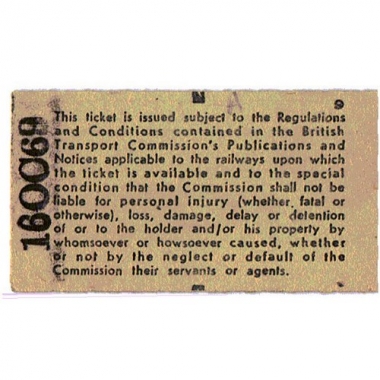 A
9
This ticket is issued subject to the Regulations
and Conditions contained in the British
Transport Commission's Publications and
Notices applicable to the railways upon which
the ticket is available and to the special
condition that the Commission shall not be
liable for personal injury (whether fatal or
otherwise), loss, damage, delay or detention
of or to the holder and/or his property by
whomsoever or howsoever caused, whether
or not by the neglect or default of the
Commission their servants or agents.
16OC69